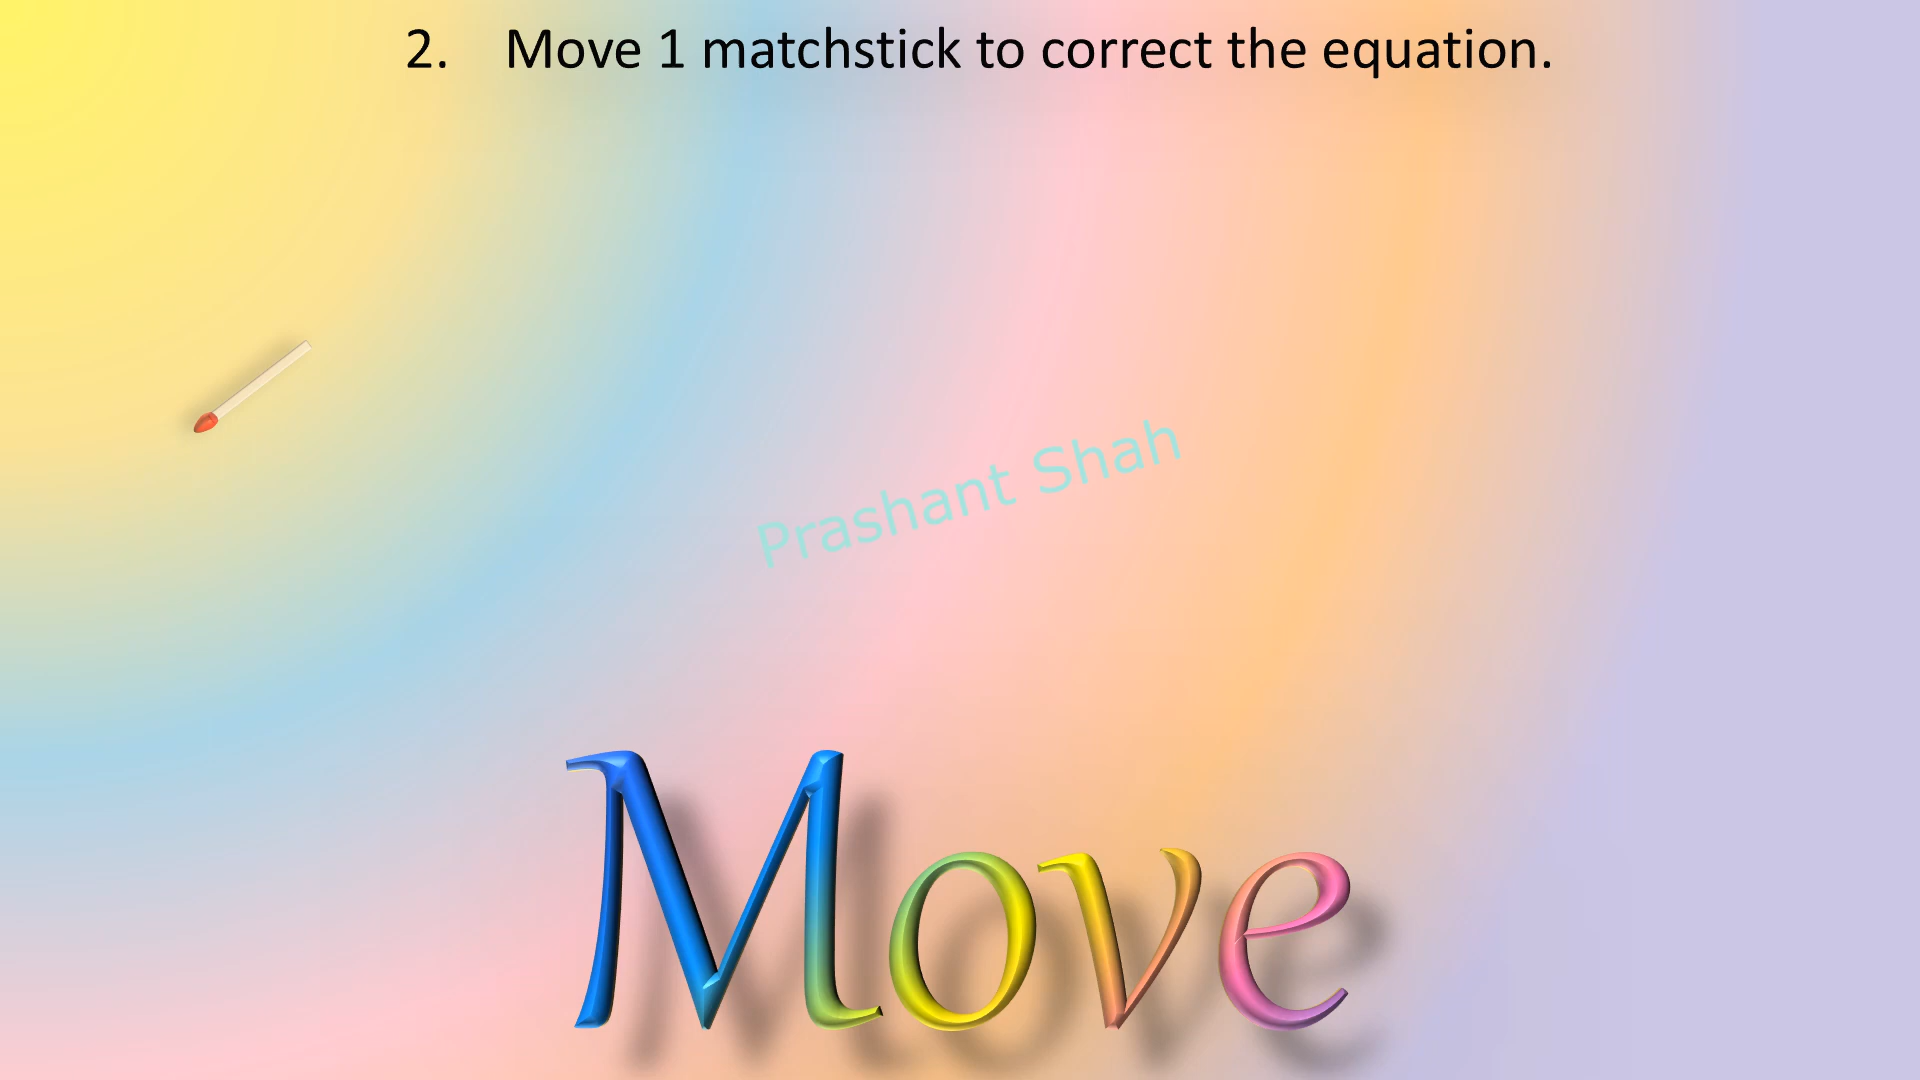 2. Move 1 matchstick to correct the equation.
Prashant Shah
Move